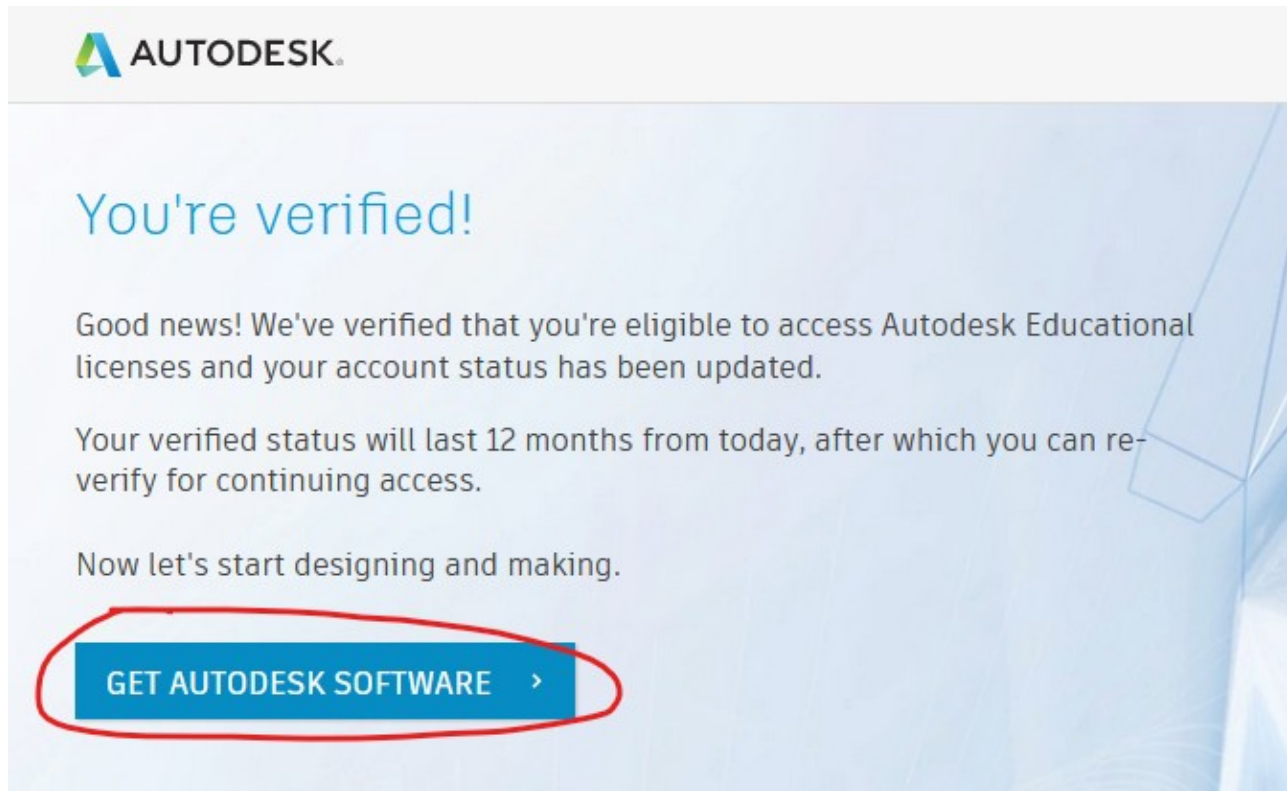 AUTODESK®
You're verified!
Good news! We've verified that you're eligible to access Autodesk Educational
licenses and your account status has been updated.
Your verified status will last 12 months from today, after which you can re-
verify for continuing access.
Now let's start designing and making.
GET AUTODESK SOFTWARE >